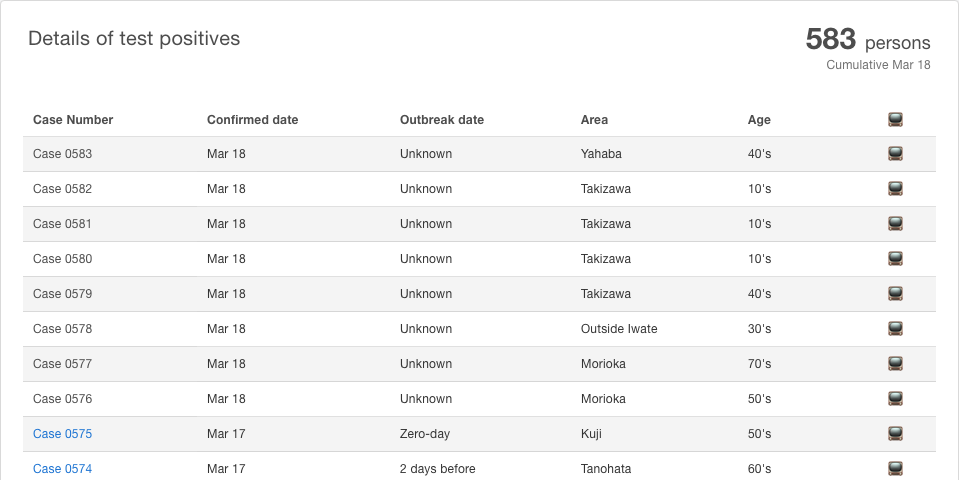 Details of test positives
583 persons
Cumulative Mar 18
Case Number Confirmed date Outbreak date Area Age
Case 0583 Mar 18 Unknown Yahaba 40's
Case 0582 Mar 18 Unknown Takizawa 10's
Case 0581 Mar 18 Unknown Takizawa 10's
Case 0580 Mar 18 Unknown Takizawa 10's
Case 0579 Mar 18 Unknown Takizawa 40's
Case 0578 Mar 18 Unknown Outside Iwate 30's
Case 0577 Mar 18 Unknown Morioka 70's
Case 0576 Mar 18 Unknown Morioka 50's
Case 0575 Mar 17 Zero-day Kuji 50's
Case 0574 Mar 17 2 days before Tanohata 60's